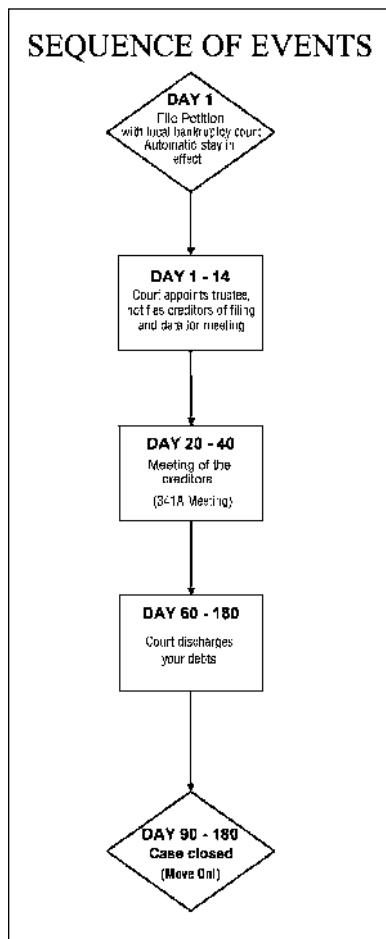 SEQUENCE OF EVENTS
DAY 1
File Petition
with local bankruptcy court
Automatic stay in
effect
DAY 1 - 14
Court appoints trustee,
notifies creditors of filing
and date for meeting
DAY 20 - 40
Meeting of the
creditors
(341A Meeting)
DAY 60 - 180
Court discharges
your debts
DAY 90 - 180
Case closed
(Move On!)